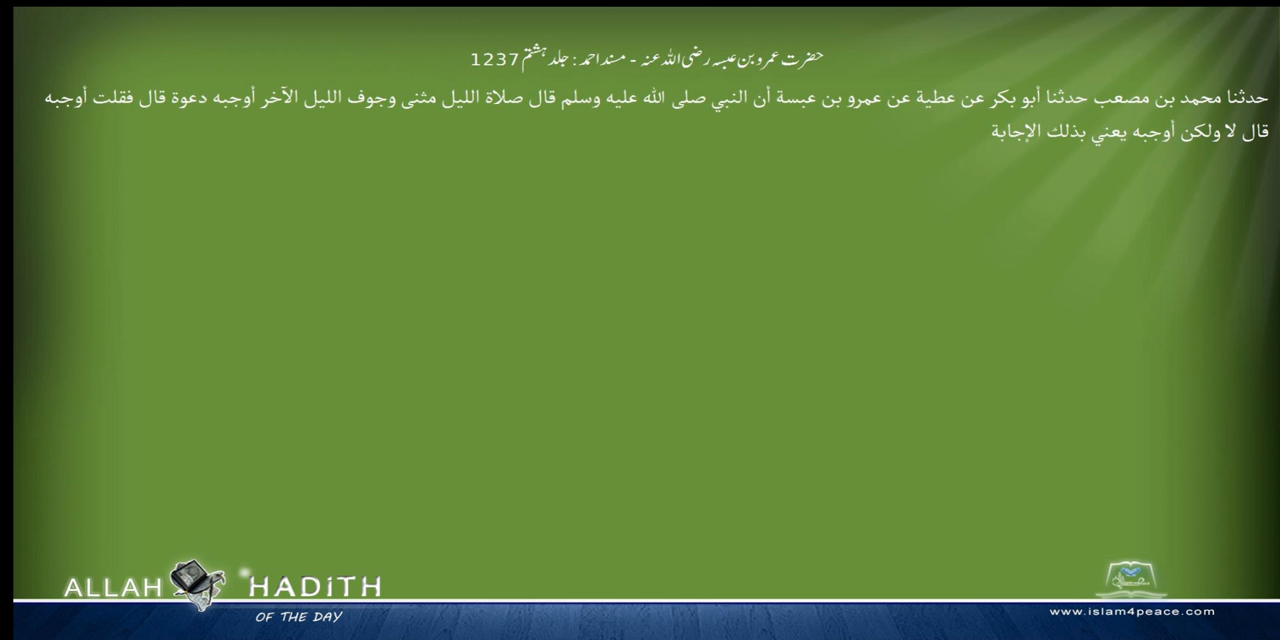 حضرت عمرو بن عبسہ رضی اللہ عنہ - مسند احمد: جلد ہشتم 1237
حدثنا محمد بن مصعب حدثنا أبو بكر عن عطية عن عمرو بن عبسة أن النبي صلى الله عليه وسلم قال صلاة الليل مثنى وجوف الليل الآخر أوجبه دعوة قال فقلت أوجبه
قال لا ولكن أوجبه يعني بذلك الإجابة
ALLAH HADITH
OF THE DAY
www.islam4peace.com